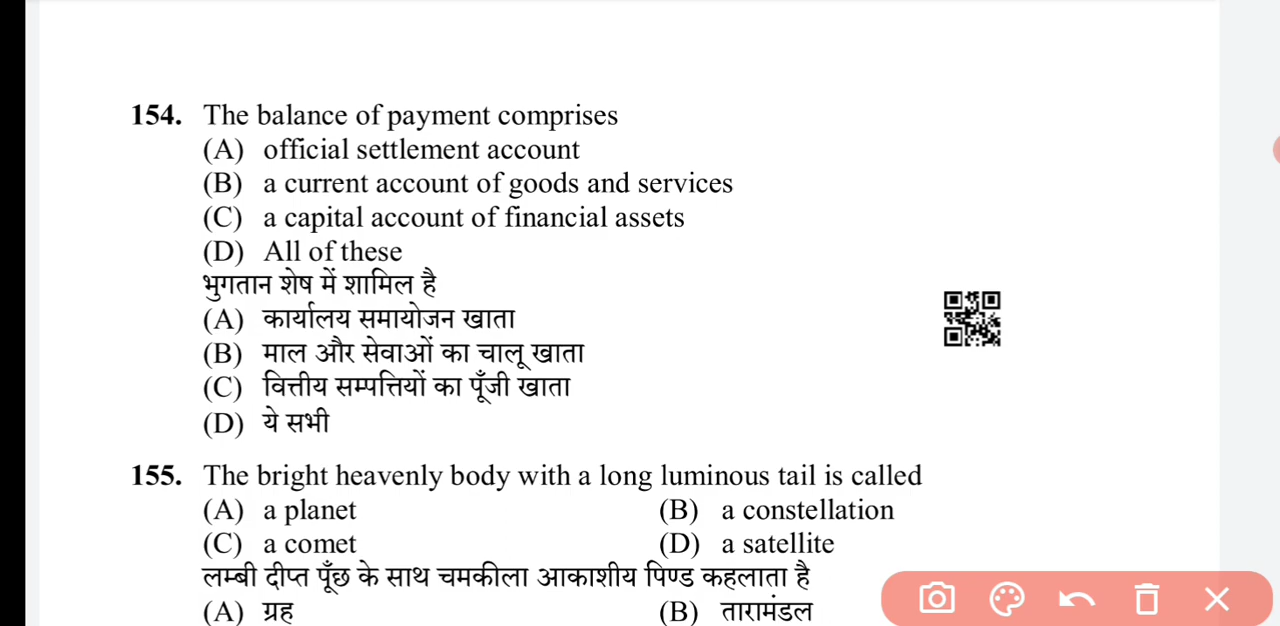 154. The balance of payment comprises
(A) official settlement account
(B) a current account of goods and services
(C) a capital account of financial assets
(D) All of these
भुगतान शेष में शामिल है
(A) कार्यालय समायोजन खाता
(B) माल और सेवाओं का चालू खाता
(C) वित्तीय सम्पत्तियों का पूँजी खाता
(D) ये सभी
155. The bright heavenly body with a long luminous tail is called
(A) a planet (B) a constellation
(C) a comet (D) a satellite
लम्बी दीप्त पूँछ के साथ चमकीला आकाशीय पिण्ड कहलाता है
(A) ग्रह (B) तारामंडल